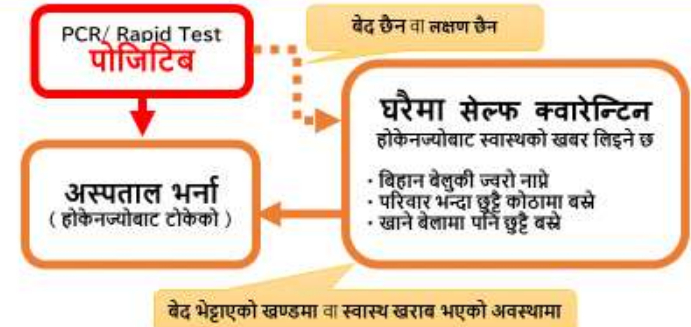 PCR/ Rapid Test
पोजिटिब
बेद छैन वा लक्षण छैन
घरैमा सेल्फ क्वारेन्टिन
होकेनज्योबाट स्वास्थको खबर लिइने छ
· बिहान बेलुकी ज्वरो नाप्ने
· परिवार भन्दा छुट्टै कोठामा बस्ने
· खाने बेलामा पनि छुट्टै बस्ने
अस्पताल भर्ना
( होकेनज्योबाट टोकेको )
बेद भेट्टाएको खण्डमा वा स्वास्थ खराब भएको अवस्थामा